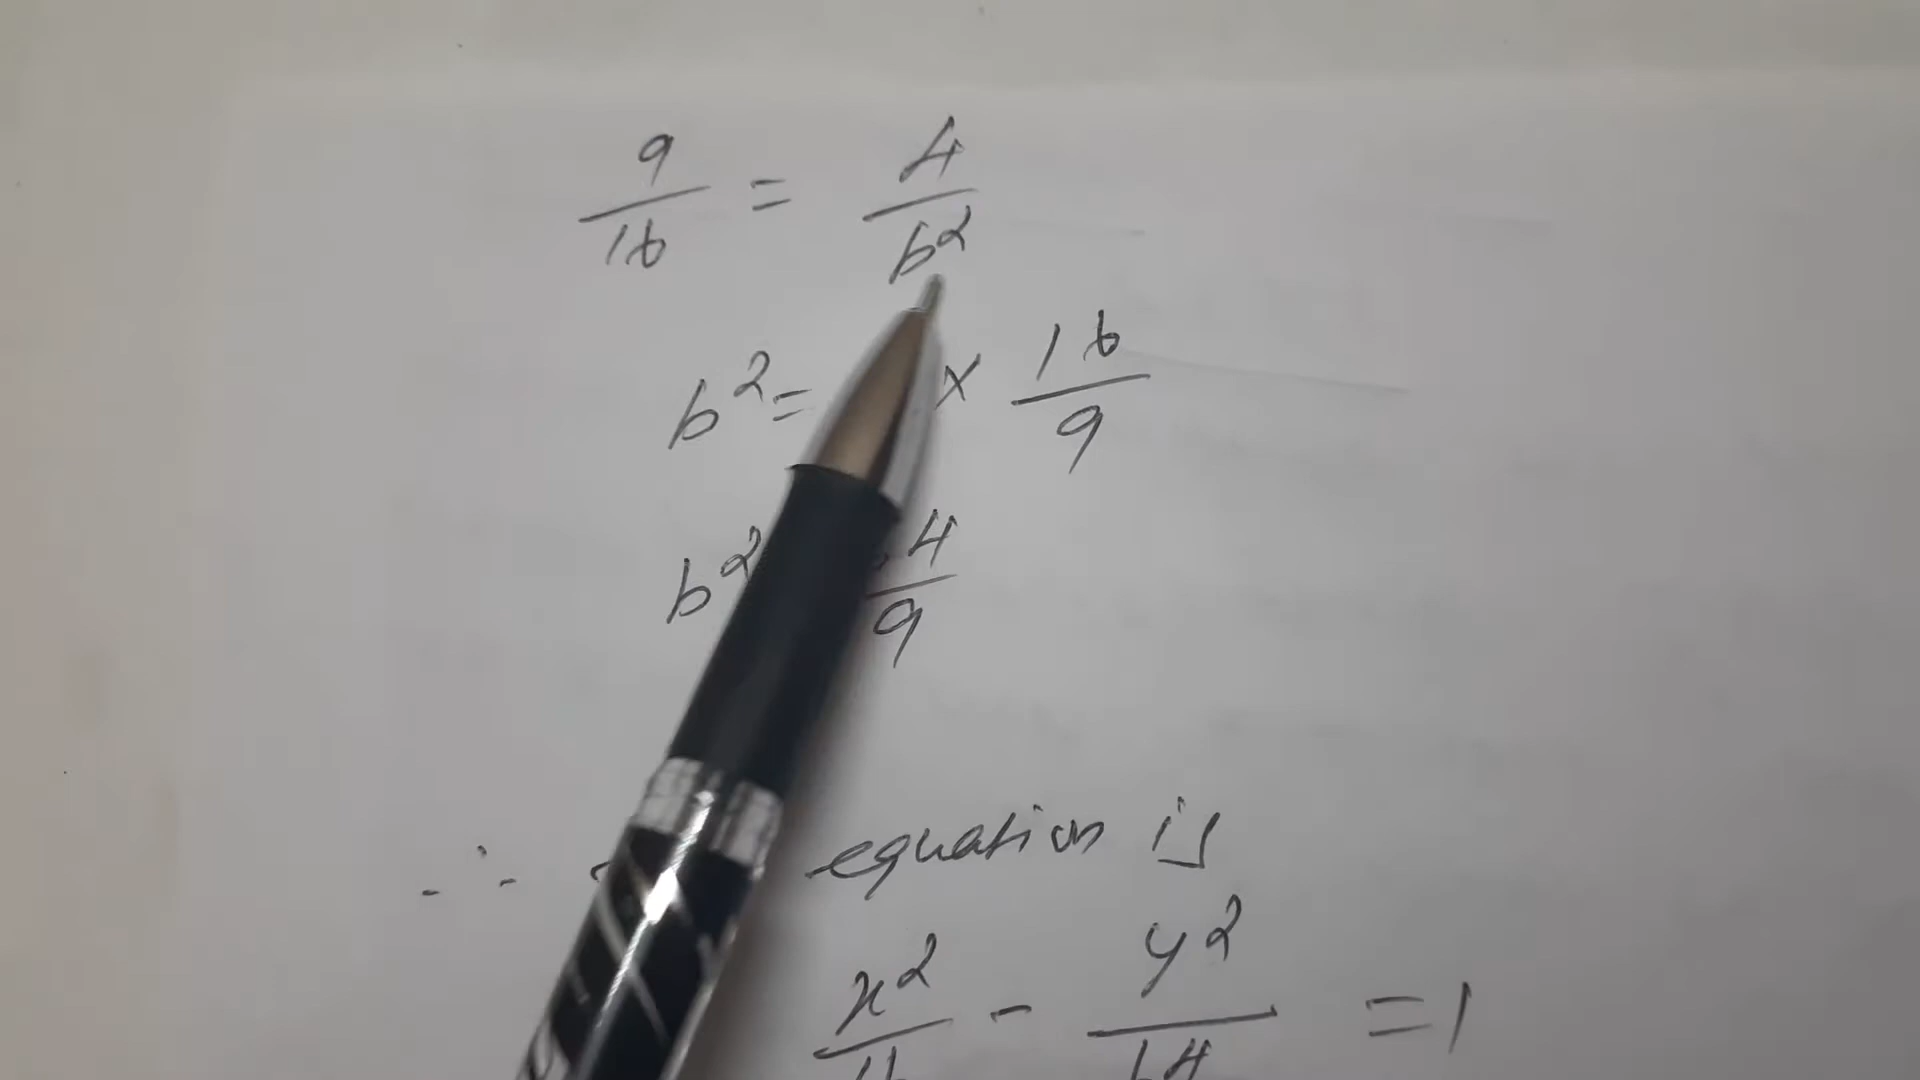 9/16 = 4/b²
b² = × 16/9
b² 4/9
∴ equation is
x²/ - y²/64 = 1